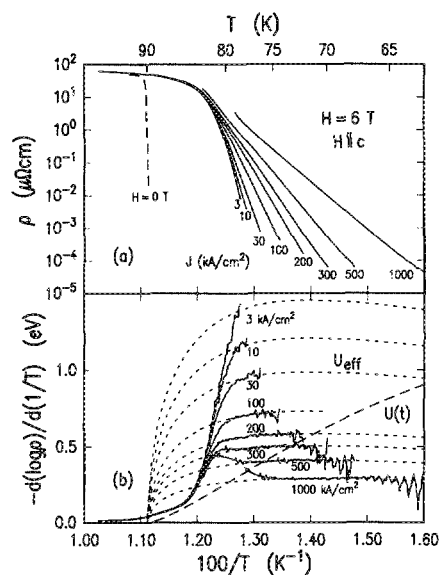 T (K)
90 85 80 75 70 65
10² 10¹ 10⁰ 10⁻¹ 10⁻² 10⁻³ 10⁻⁴ 10⁻⁵
ρ (μΩcm)
H=6 T
H∥c
H=0 T
3
10
30
100
200
300
500
1000
(a)
J (kA/cm²)
1.0
0.5
0.0
-d(logρ)/d(1/T) (eV)
3 kA/cm²
10
30
100
200
300
500
1000 kA/cm²
U_eff
U(t)
(b)
1.00 1.10 1.20 1.30 1.40 1.50 1.60
100/T (K⁻¹)